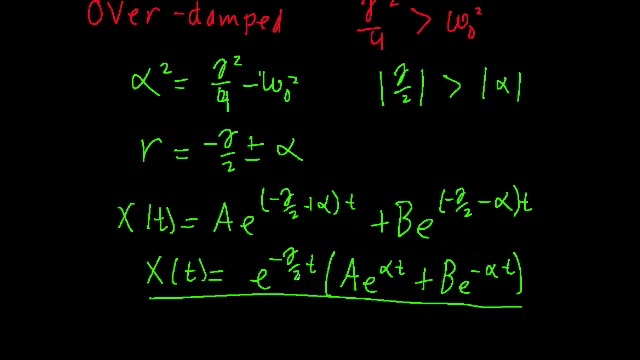 Over-damped γ²/4 > ω₀²
α² = γ²/4 - ω₀² |γ/2| > |α|
r = -γ/2 ± α
X(t) = Ae^(-γ/2 + α)t + Be^(-γ/2 - α)t
X(t) = e^-γ/2 t (Ae^αt + Be^-αt)